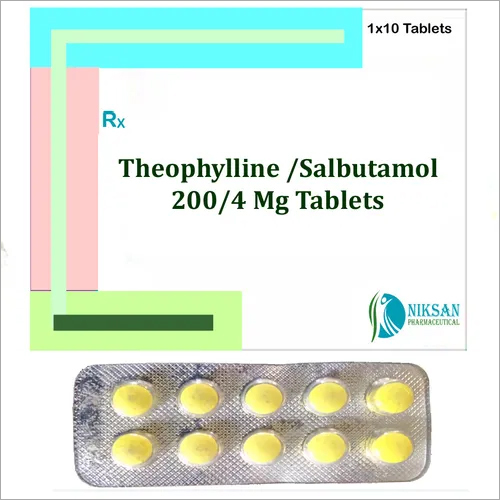 1x10 Tablets
Rx
Theophylline /Salbutamol
200/4 Mg Tablets
NIKSAN
PHARMACEUTICAL